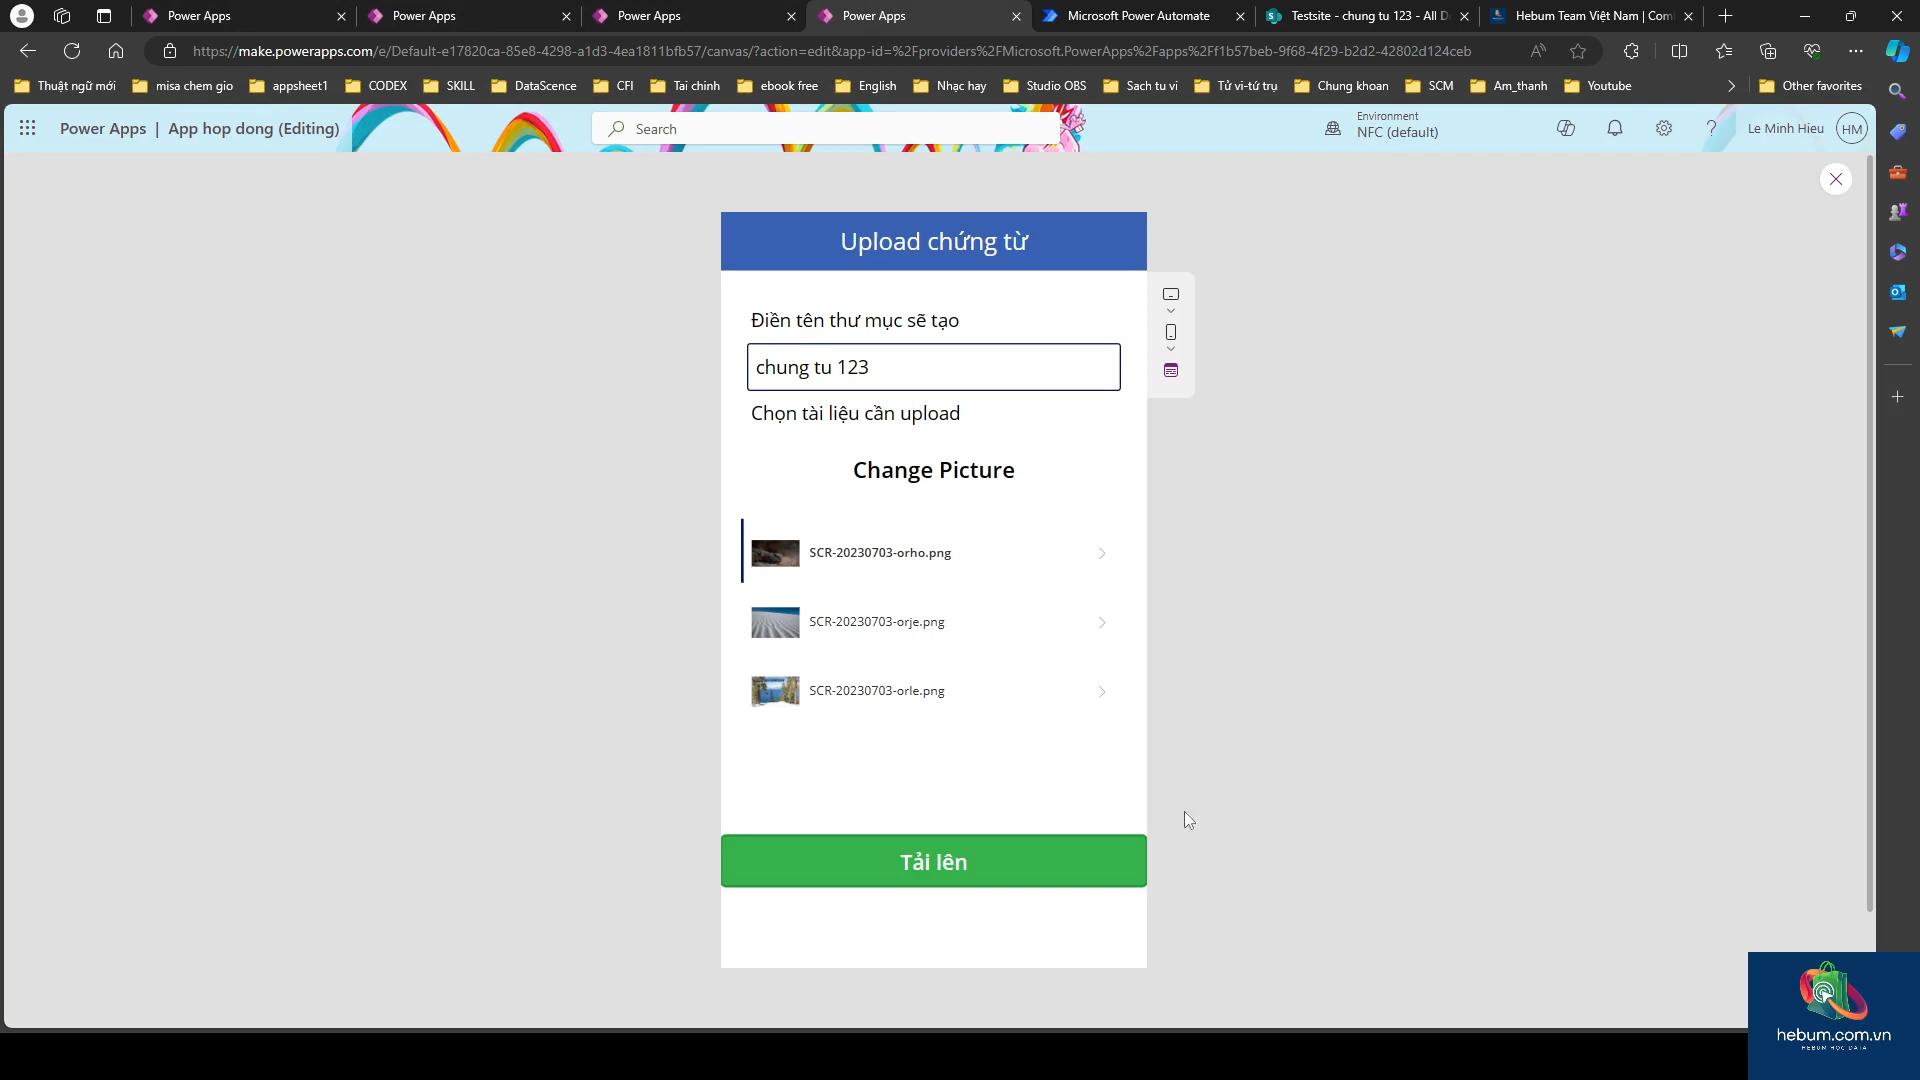 Power Apps
Power Apps
Power Apps
Power Apps
Microsoft Power Automate
Testsite - chung tu 123 - All D
Hebum Team Việt Nam | Com
https://make.powerapps.com/e/Default-e17820ca-85e8-4298-a1d3-4ea1811bfb57/canvas/?action=edit&app-id=%2Fproviders%2FMicrosoft.PowerApps%2Fapps%2Ff1b57beb-9f68-4f29-b2d2-42802d124ceb
Thuật ngữ mới
misa chem gio
appsheet1
CODEX
SKILL
DataScence
CFI
Tai chinh
ebook free
English
Nhạc hay
Studio OBS
Sach tu vi
Tử vi-tứ trụ
Chung khoan
SCM
Am_thanh
Youtube
Other favorites
Power Apps | App hop dong (Editing)
Search
Environment
NFC (default)
Le Minh Hieu
HM
Upload chứng từ
Điền tên thư mục sẽ tạo
chung tu 123
Chọn tài liệu cần upload
Change Picture
SCR-20230703-orho.png
SCR-20230703-orje.png
SCR-20230703-orle.png
Tải lên
hebum.com.vn
HEBUM HỌC DATA